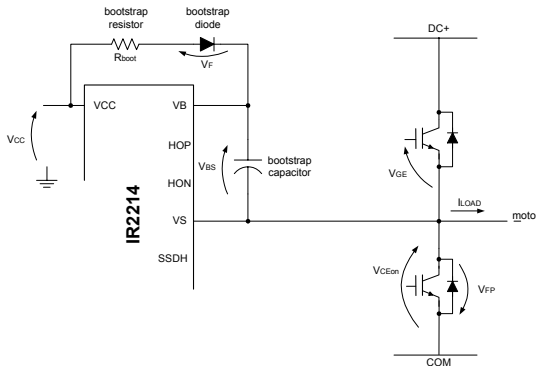 bootstrap
resistor
bootstrap
diode
DC+
Rboot
VF
VCC
VB
VCC
HOP
VBS
bootstrap
capacitor
VGE
HON
ILOAD
VS
moto
IR2214
SSDH
VCEon
VFP
COM